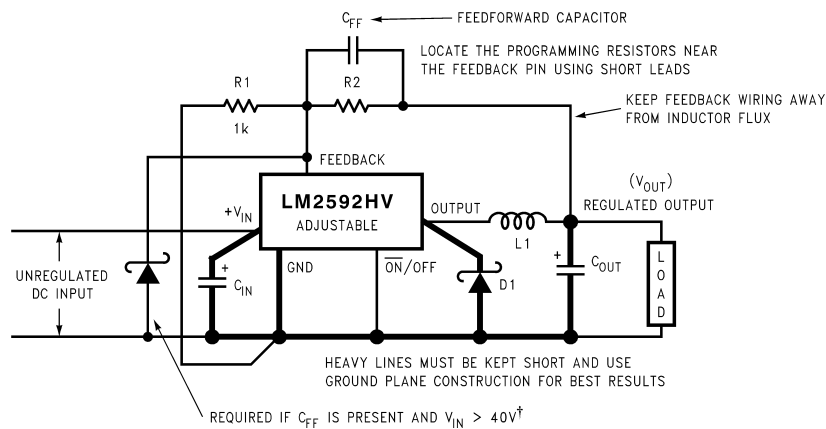 C_FF
FEEDFORWARD CAPACITOR
LOCATE THE PROGRAMMING RESISTORS NEAR
THE FEEDBACK PIN USING SHORT LEADS
R1
R2
1k
KEEP FEEDBACK WIRING AWAY
FROM INDUCTOR FLUX
FEEDBACK
(V_OUT)
REGULATED OUTPUT
+V_IN
LM2592HV
ADJUSTABLE
OUTPUT
L1
UNREGULATED
DC INPUT
+
C_IN
GND
O̅N̅/OFF
D1
+
C_OUT
LOAD
HEAVY LINES MUST BE KEPT SHORT AND USE
GROUND PLANE CONSTRUCTION FOR BEST RESULTS
REQUIRED IF C_FF IS PRESENT AND V_IN > 40V†